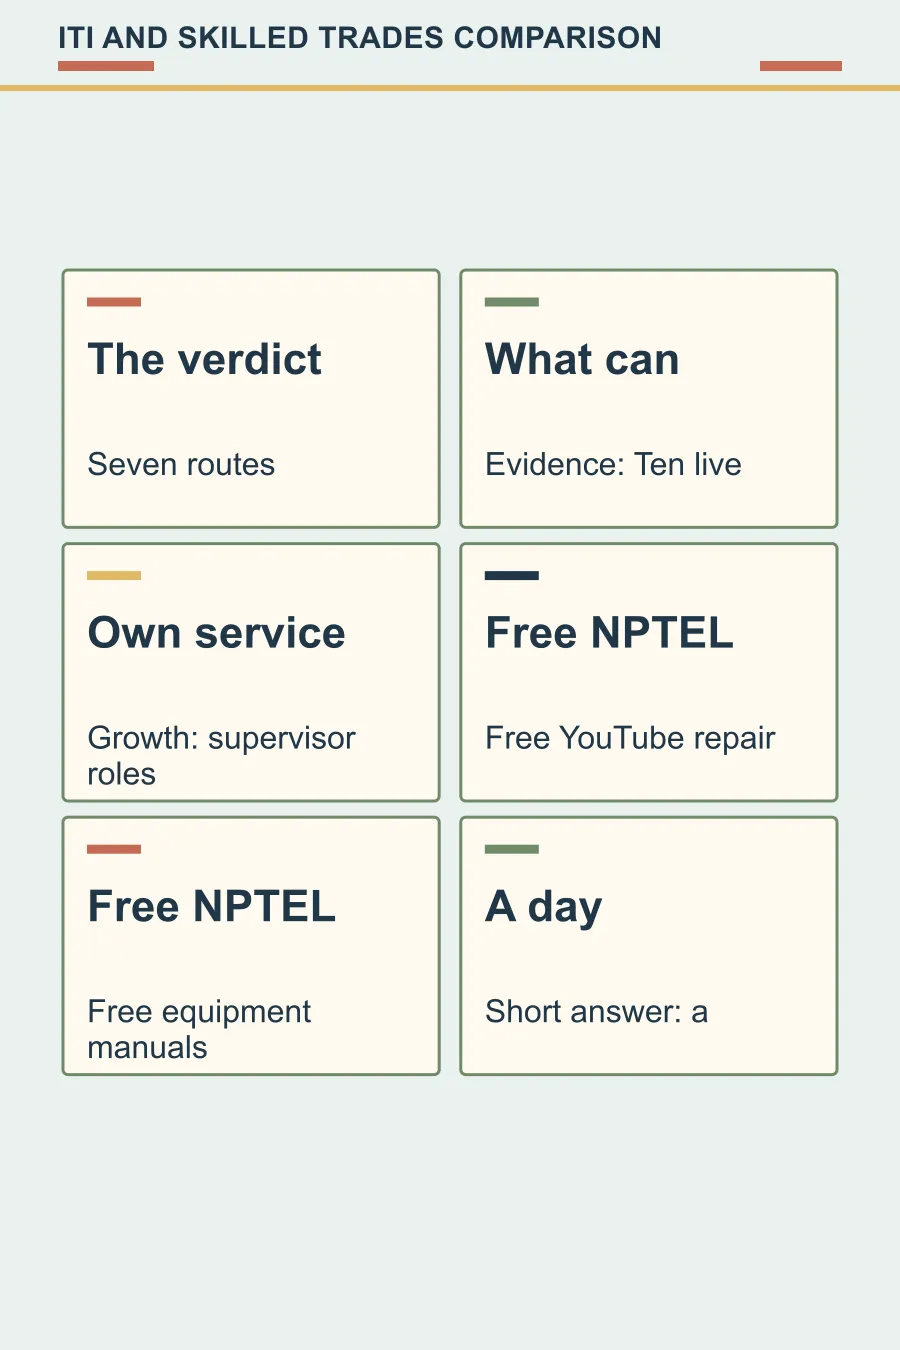 ITI AND SKILLED TRADES COMPARISON
The verdict
Seven routes
What can
Evidence: Ten live
Own service
Growth: supervisor
roles
Free NPTEL
Free YouTube repair
Free NPTEL
Free equipment
manuals
A day
Short answer: a